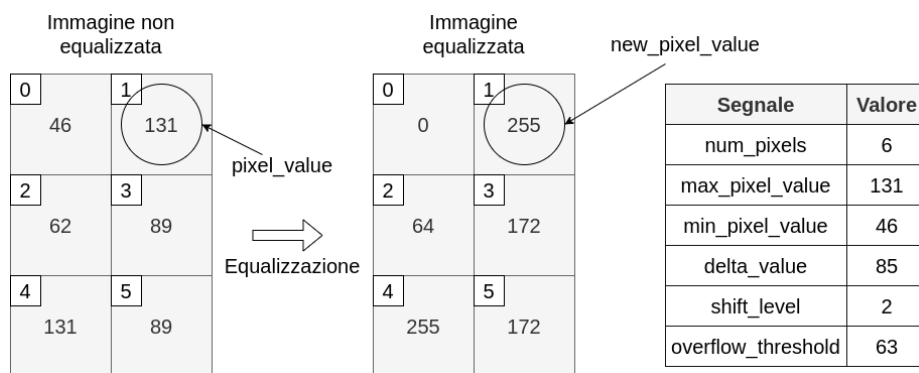 Immagine non
equalizzata
0
46
1
131
2
62
3
89
4
131
5
89
pixel_value
Equalizzazione
Immagine
equalizzata
new_pixel_value
0
0
1
255
2
64
3
172
4
255
5
172
Segnale Valore
num_pixels 6
max_pixel_value 131
min_pixel_value 46
delta_value 85
shift_level 2
overflow_threshold 63